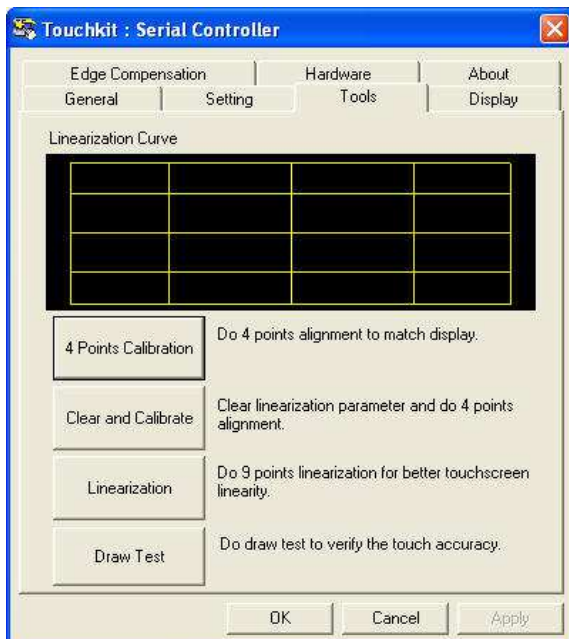 Touchkit : Serial Controller
Edge Compensation Hardware About
General Setting Tools Display
Linearization Curve
4 Points Calibration
Do 4 points alignment to match display.
Clear and Calibrate
Clear linearization parameter and do 4 points
alignment.
Linearization
Do 9 points linearization for better touchscreen
linearity.
Draw Test
Do draw test to verify the touch accuracy.
OK Cancel Apply